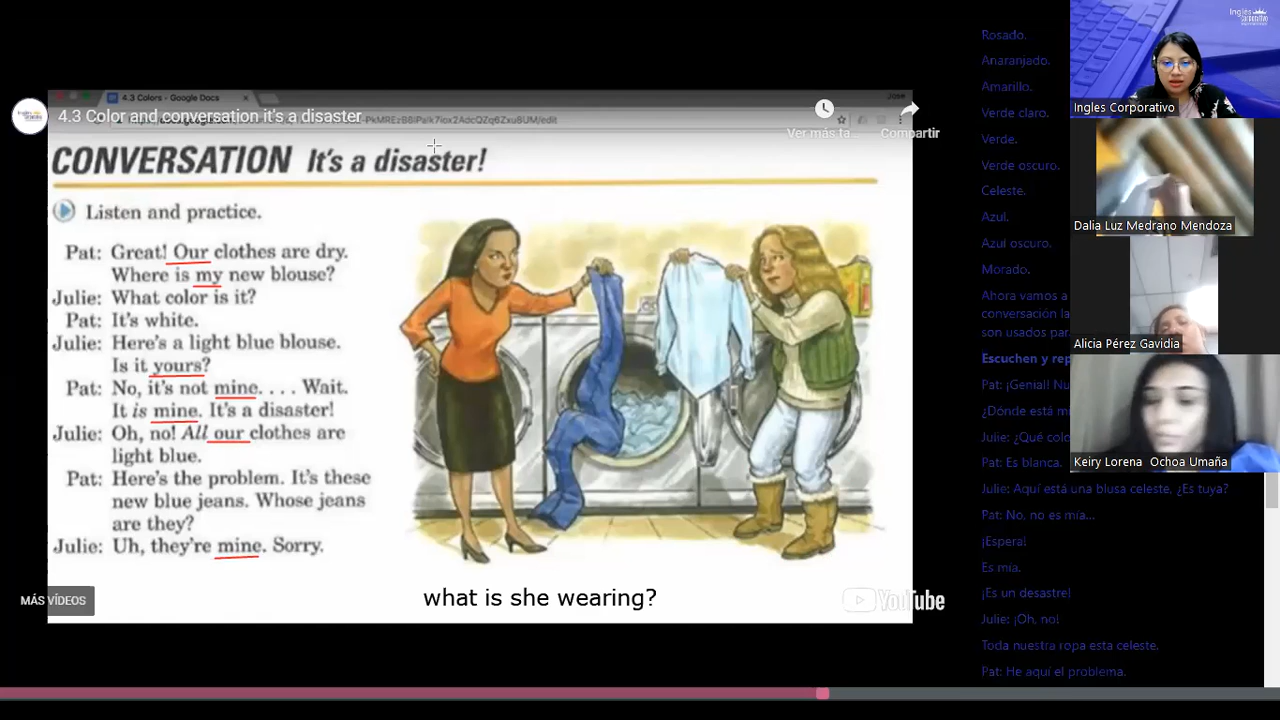 4.3 Colors - Google Docs
4.3 Color and conversation it's a disaster
Ver más ta...
Compartir
CONVERSATION It's a disaster!
Listen and practice.
Pat: Great! Our clothes are dry.
Where is my new blouse?
Julie: What color is it?
Pat: It's white.
Julie: Here's a light blue blouse.
Is it yours?
Pat: No, it's not mine. . . . Wait.
It is mine. It's a disaster!
Julie: Oh, no! All our clothes are
light blue.
Pat: Here's the problem. It's these
new blue jeans. Whose jeans
are they?
Julie: Uh, they're mine. Sorry.
what is she wearing?
MÁS VÍDEOS
YouTube
Rosado.
Anaranjado.
Amarillo.
Verde claro.
Verde.
Verde oscuro.
Celeste.
Azul.
Azul oscuro.
Morado.
Ahora vamos a
conversación la
son usados par
Escuchen y rep
Pat: ¡Genial! Nu
¿Dónde está m
Julie: ¿Qué colo
Pat: Es blanca.
Julie: Aquí está una blusa celeste, ¿Es tuya?
Pat: No, no es mía...
¡Espera!
Es mía.
¡Es un desastre!
Julie: ¡Oh, no!
Toda nuestra ropa esta celeste.
Pat: He aquí el problema.
Inglés
Corporativo
Ingles Corporativo
Dalia Luz Medrano Mendoza
Alicia Pérez Gavidia
Keiry Lorena Ochoa Umaña